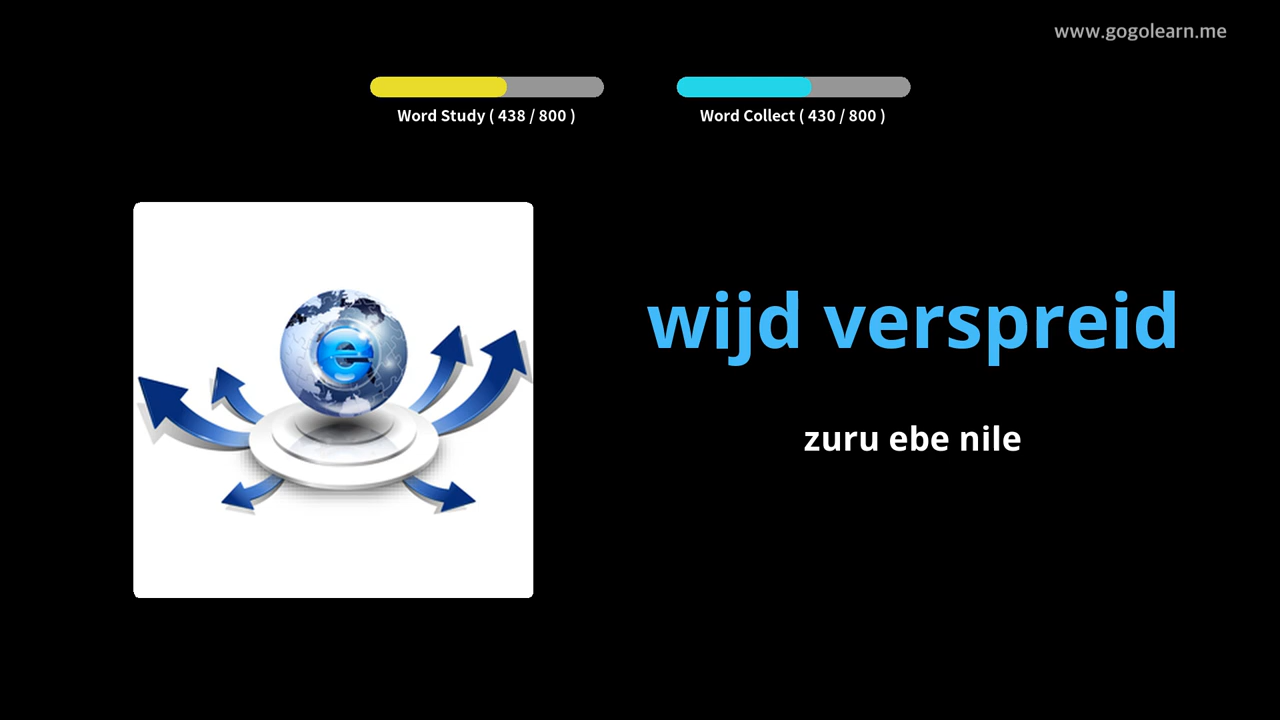 www.gogolearn.me
Word Study ( 438 / 800 )
Word Collect ( 430 / 800 )
e
wijd verspreid
zuru ebe nile